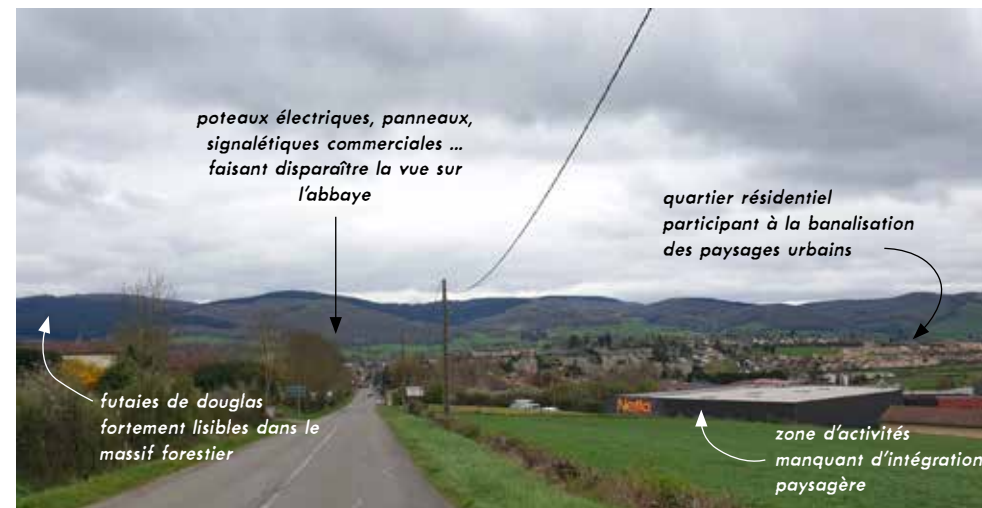 poteaux électriques, panneaux,
signalétiques commerciales ...
faisant disparaître la vue sur
l'abbaye
quartier résidentiel
participant à la banalisation
des paysages urbains
futaies de douglas
fortement lisibles dans le
massif forestier
zone d'activités
manquant d'intégration
paysagère